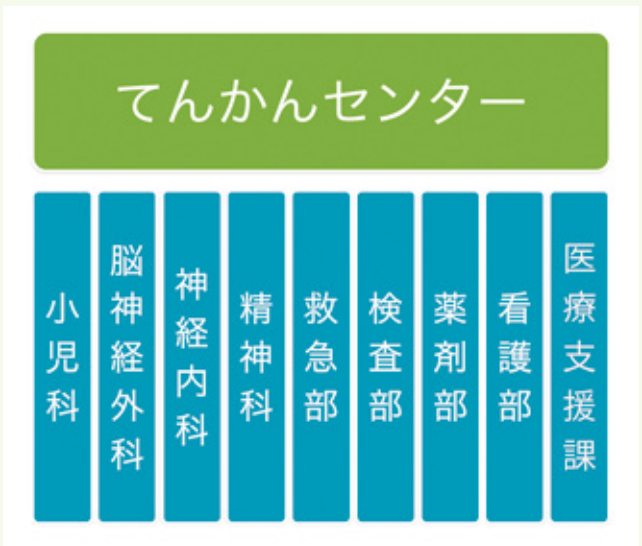 てんかんセンター
小児科
脳神経外科
神経内科
精神科
救急部
検査部
薬剤部
看護部
医療支援課